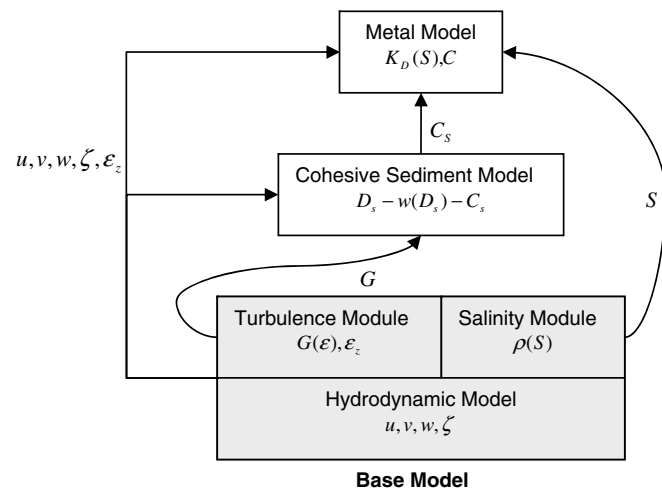 Metal Model
K_D(S),C
C_S
u,v,w,ζ,ε_z
Cohesive Sediment Model
D_s − w(D_s) − C_s
S
G
Turbulence Module
G(ε),ε_z
Salinity Module
ρ(S)
Hydrodynamic Model
u,v,w,ζ
Base Model